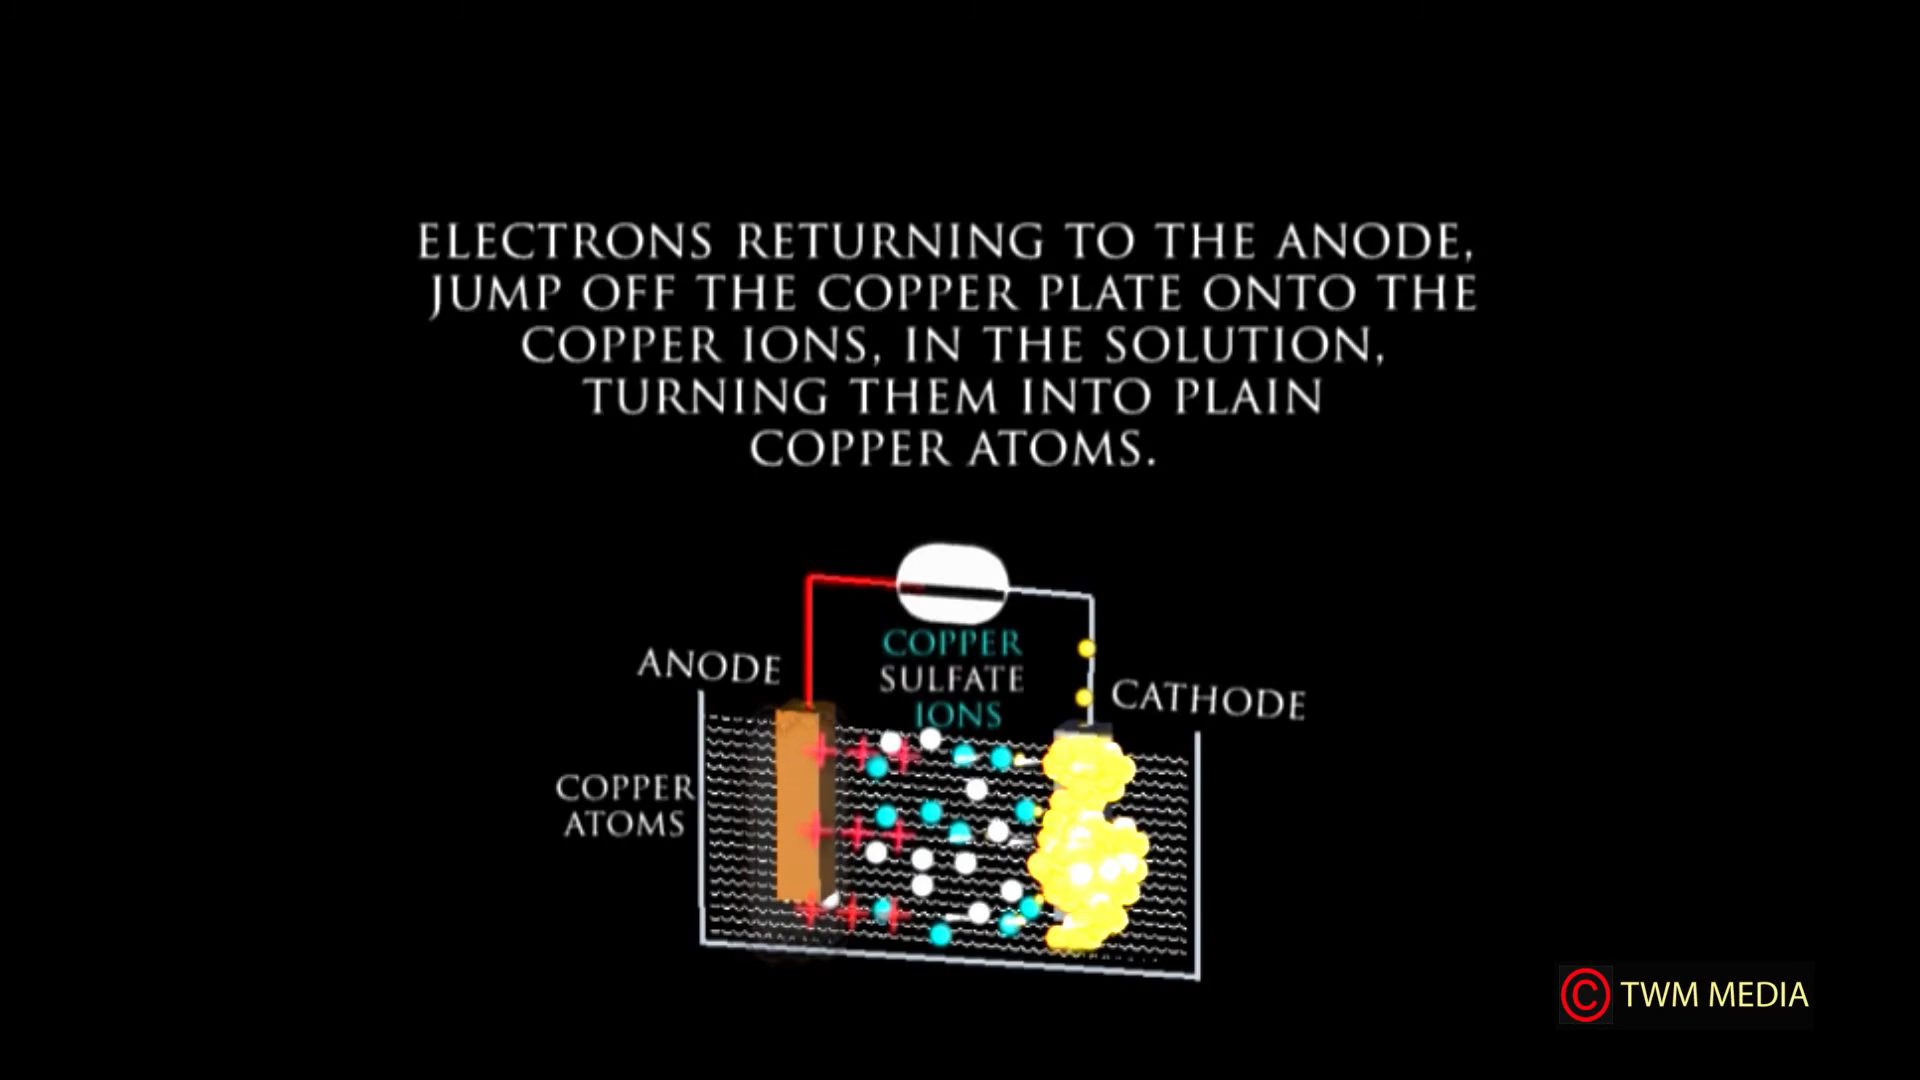 ELECTRONS RETURNING TO THE ANODE,
JUMP OFF THE COPPER PLATE ONTO THE
COPPER IONS, IN THE SOLUTION,
TURNING THEM INTO PLAIN
COPPER ATOMS.
COPPER
SULFATE
IONS
ANODE
CATHODE
COPPER
ATOMS
© TWM MEDIA